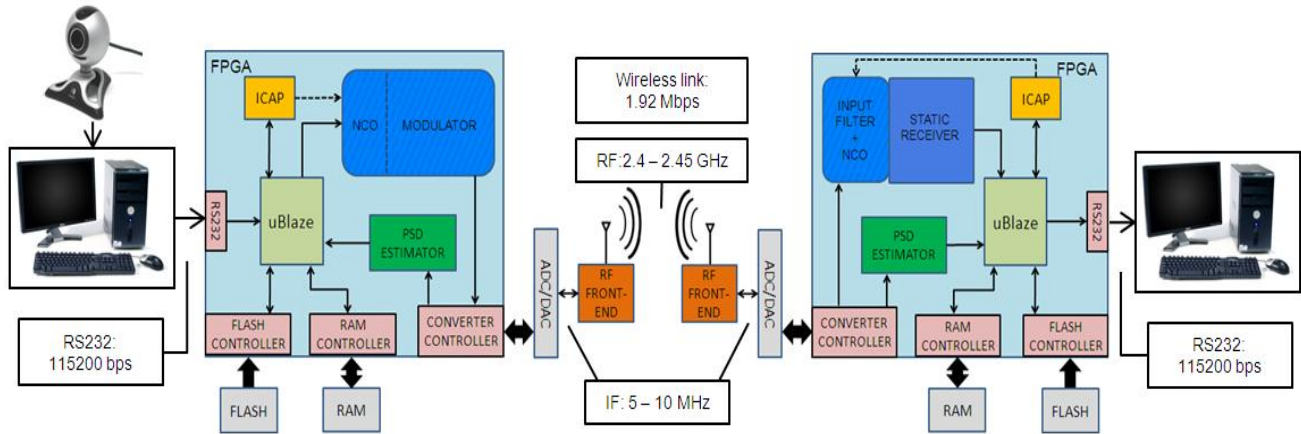 FPGA
ICAP
NCO
MODULATOR
uBlaze
RS232
PSD
ESTIMATOR
FLASH
CONTROLLER
RAM
CONTROLLER
CONVERTER
CONTROLLER
FLASH
RAM
RS232:
115200 bps
ADC/DAC
RF
FRONT-
END
Wireless link:
1.92 Mbps
RF:2.4 – 2.45 GHz
IF: 5 – 10 MHz
RF
FRONT-
END
ADC/DAC
FPGA
INPUT
FILTER
+
NCO
STATIC
RECEIVER
ICAP
uBlaze
RS232
PSD
ESTIMATOR
CONVERTER
CONTROLLER
RAM
CONTROLLER
FLASH
CONTROLLER
RAM
FLASH
RS232:
115200 bps